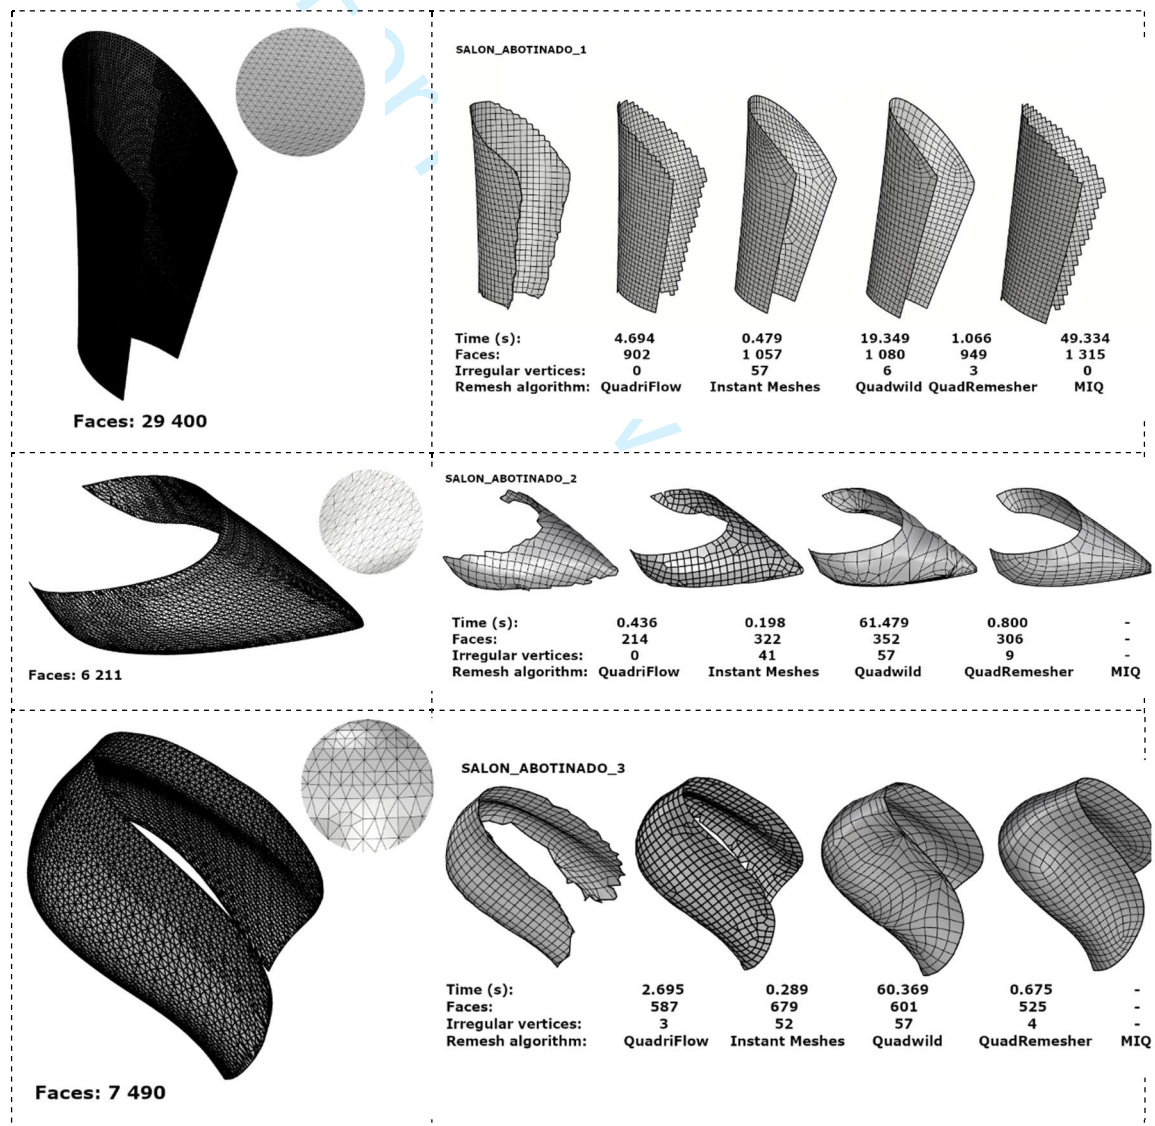 SALON_ABOTINADO_1
Time (s): 4.694 0.479 19.349 1.066 49.334
Faces: 902 1 057 1 080 949 1 315
Irregular vertices: 0 57 6 3 0
Remesh algorithm: QuadriFlow Instant Meshes Quadwild QuadRemesher MIQ
Faces: 29 400
SALON_ABOTINADO_2
Time (s): 0.436 0.198 61.479 0.800 -
Faces: 214 322 352 306 -
Irregular vertices: 0 41 57 9 -
Remesh algorithm: QuadriFlow Instant Meshes Quadwild QuadRemesher MIQ
Faces: 6 211
SALON_ABOTINADO_3
Time (s): 2.695 0.289 60.369 0.675 -
Faces: 587 679 601 525 -
Irregular vertices: 3 52 57 4 -
Remesh algorithm: QuadriFlow Instant Meshes Quadwild QuadRemesher MIQ
Faces: 7 490